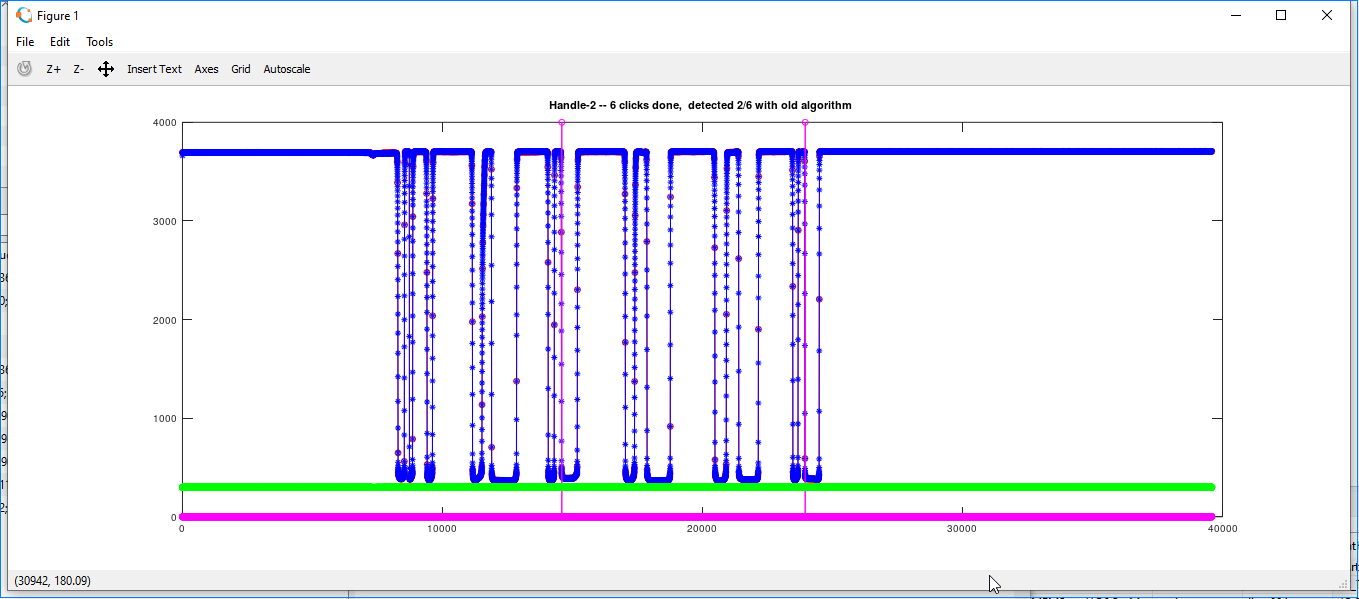 Figure 1
File Edit Tools
Z+ Z- Insert Text Axes Grid Autoscale
Handle-2 -- 6 clicks done, detected 2/6 with old algorithm
4000
3000
2000
1000
0
0 10000 20000 30000 40000
(30942, 180.09)